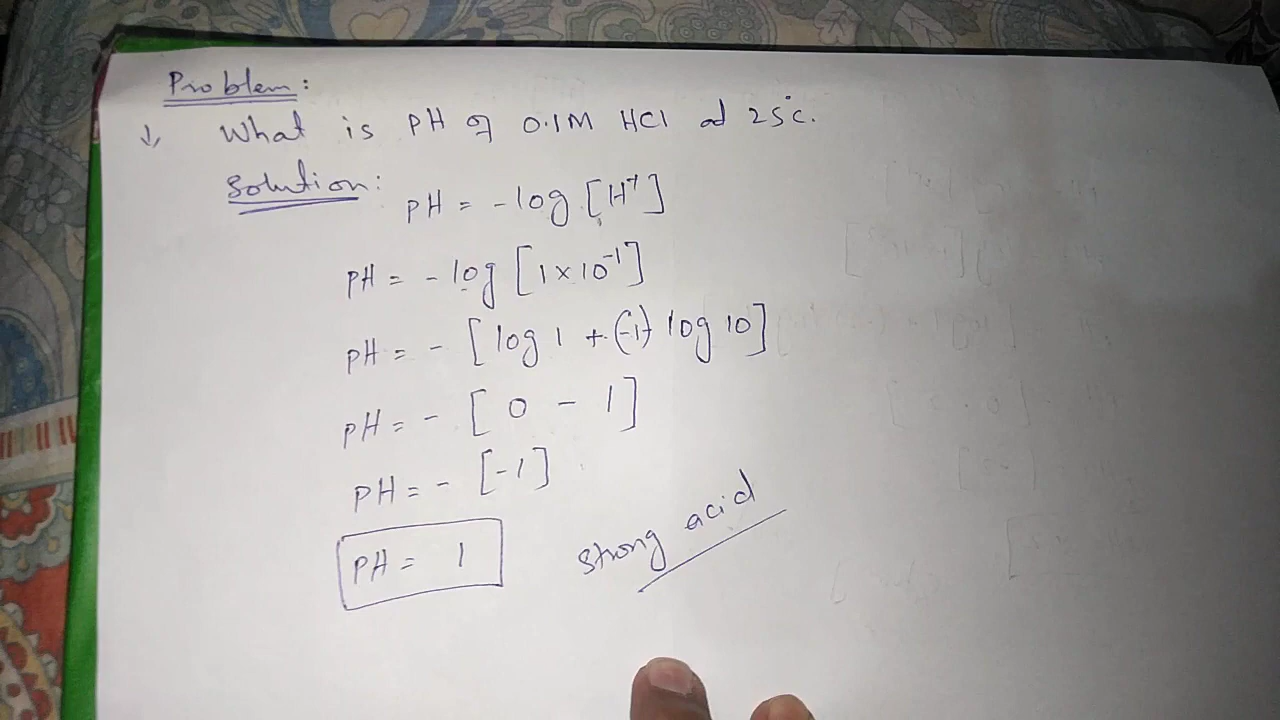 Problem:
1, What is PH of 0.1M HCl at 25°C.
Solution:
PH = -log [H⁺]
PH = -log [1×10⁻¹]
PH = - [log 1 + (-1) log 10]
PH = - [0 - 1]
PH = - [-1]
PH = 1
Strong acid